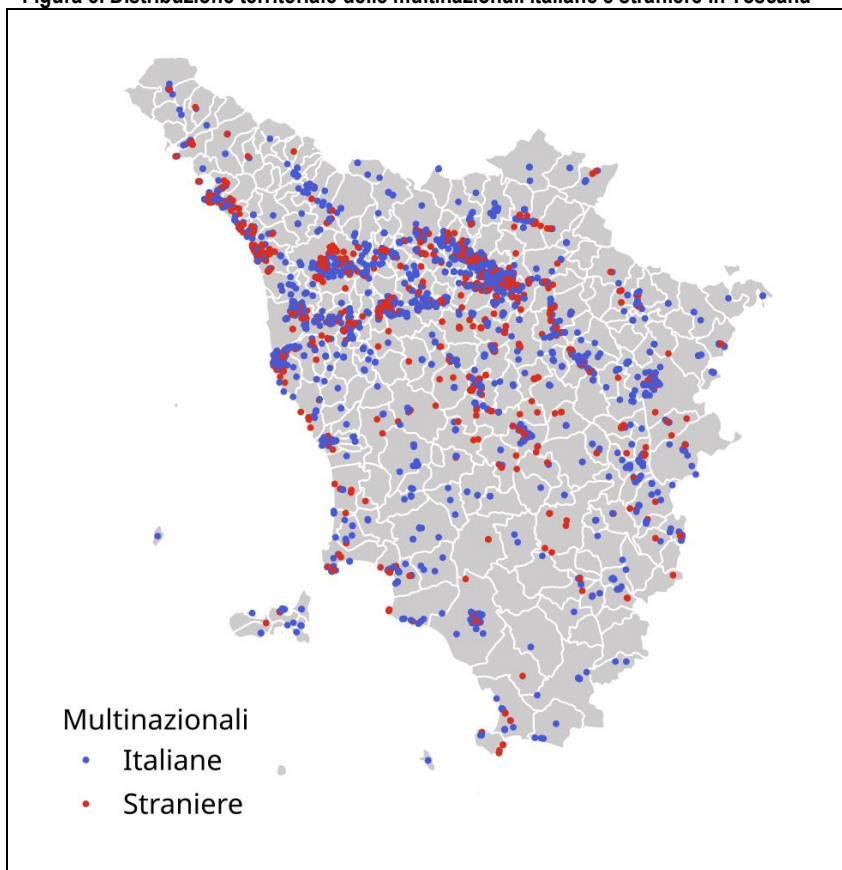 Figura 3. Distribuzione territoriale delle multinazionali italiane e straniere in Toscana
Multinazionali
Italiane
Straniere